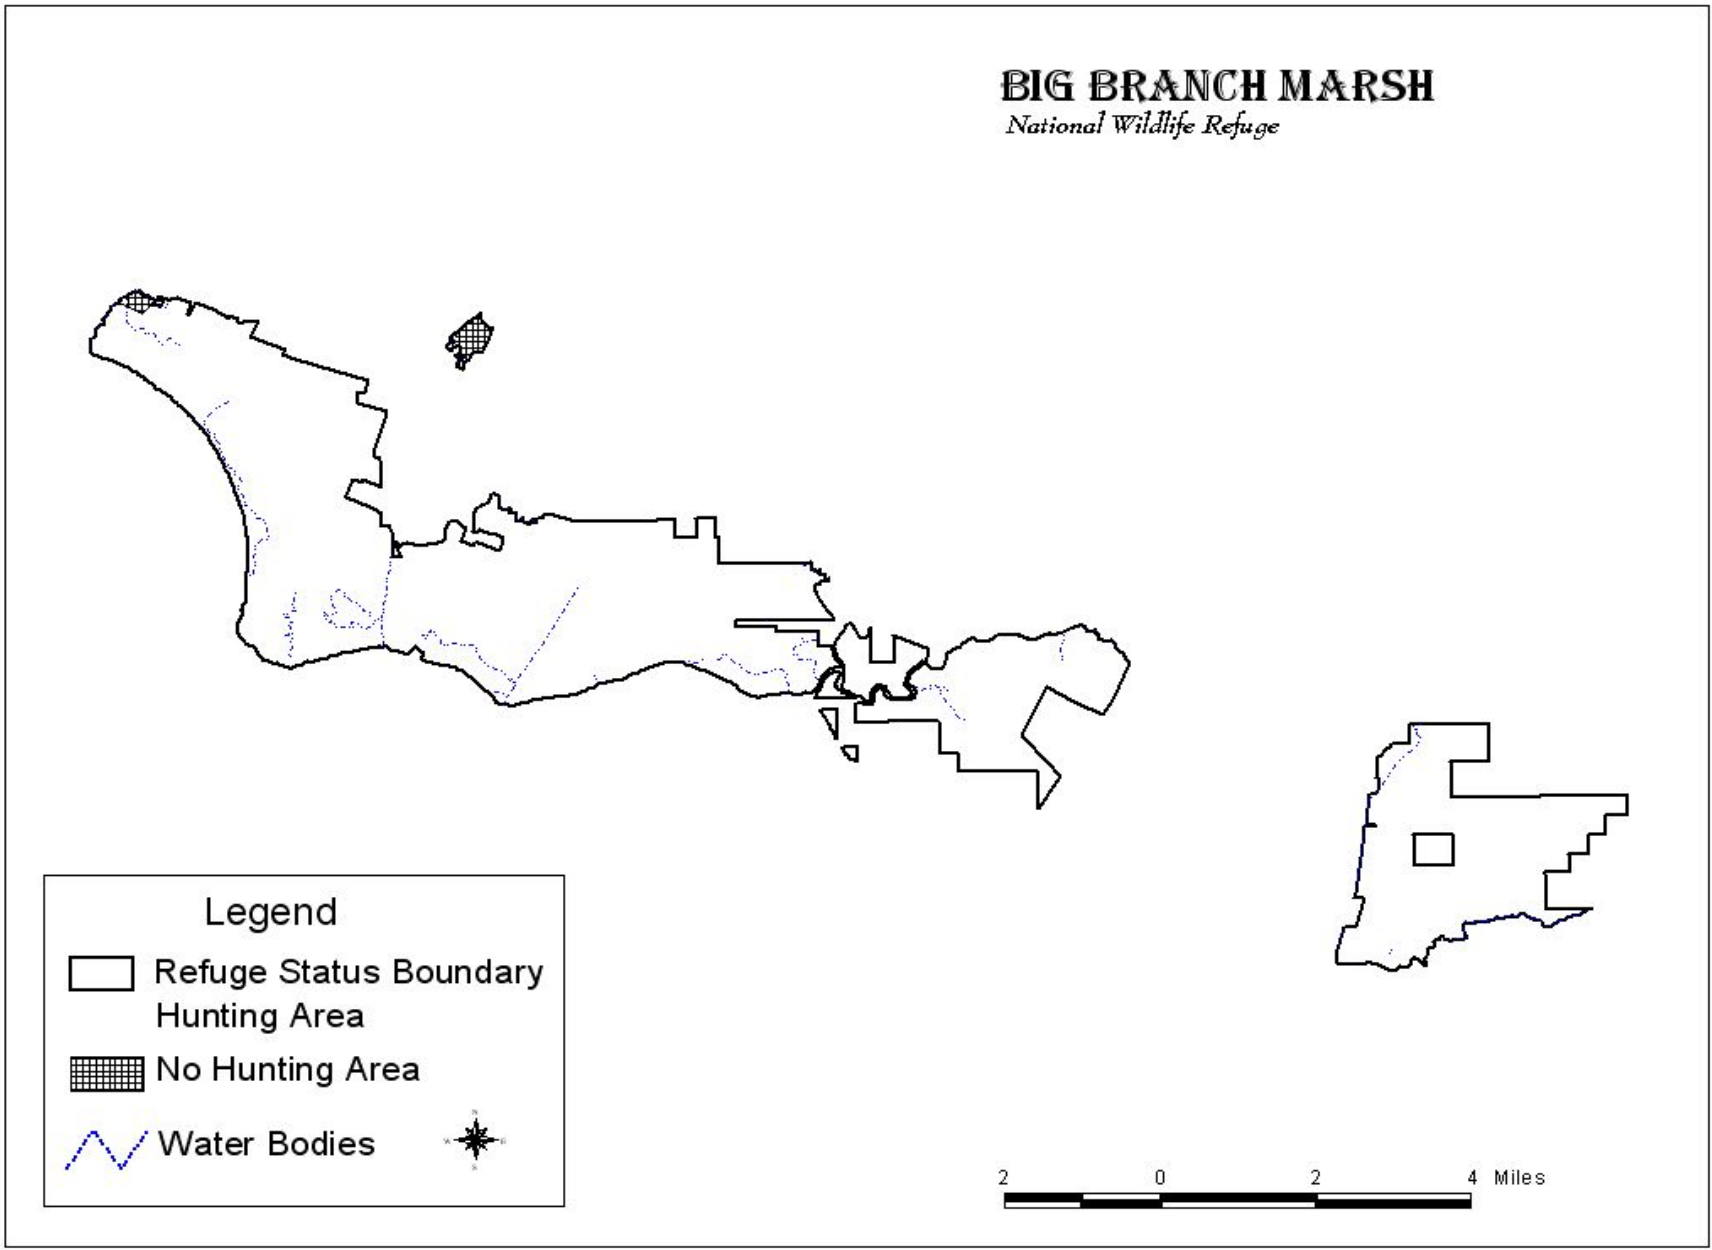 BIG BRANCH MARSH
National Wildlife Refuge
Legend
Refuge Status Boundary
Hunting Area
No Hunting Area
Water Bodies
N
W E
S
2 0 2 4 Miles